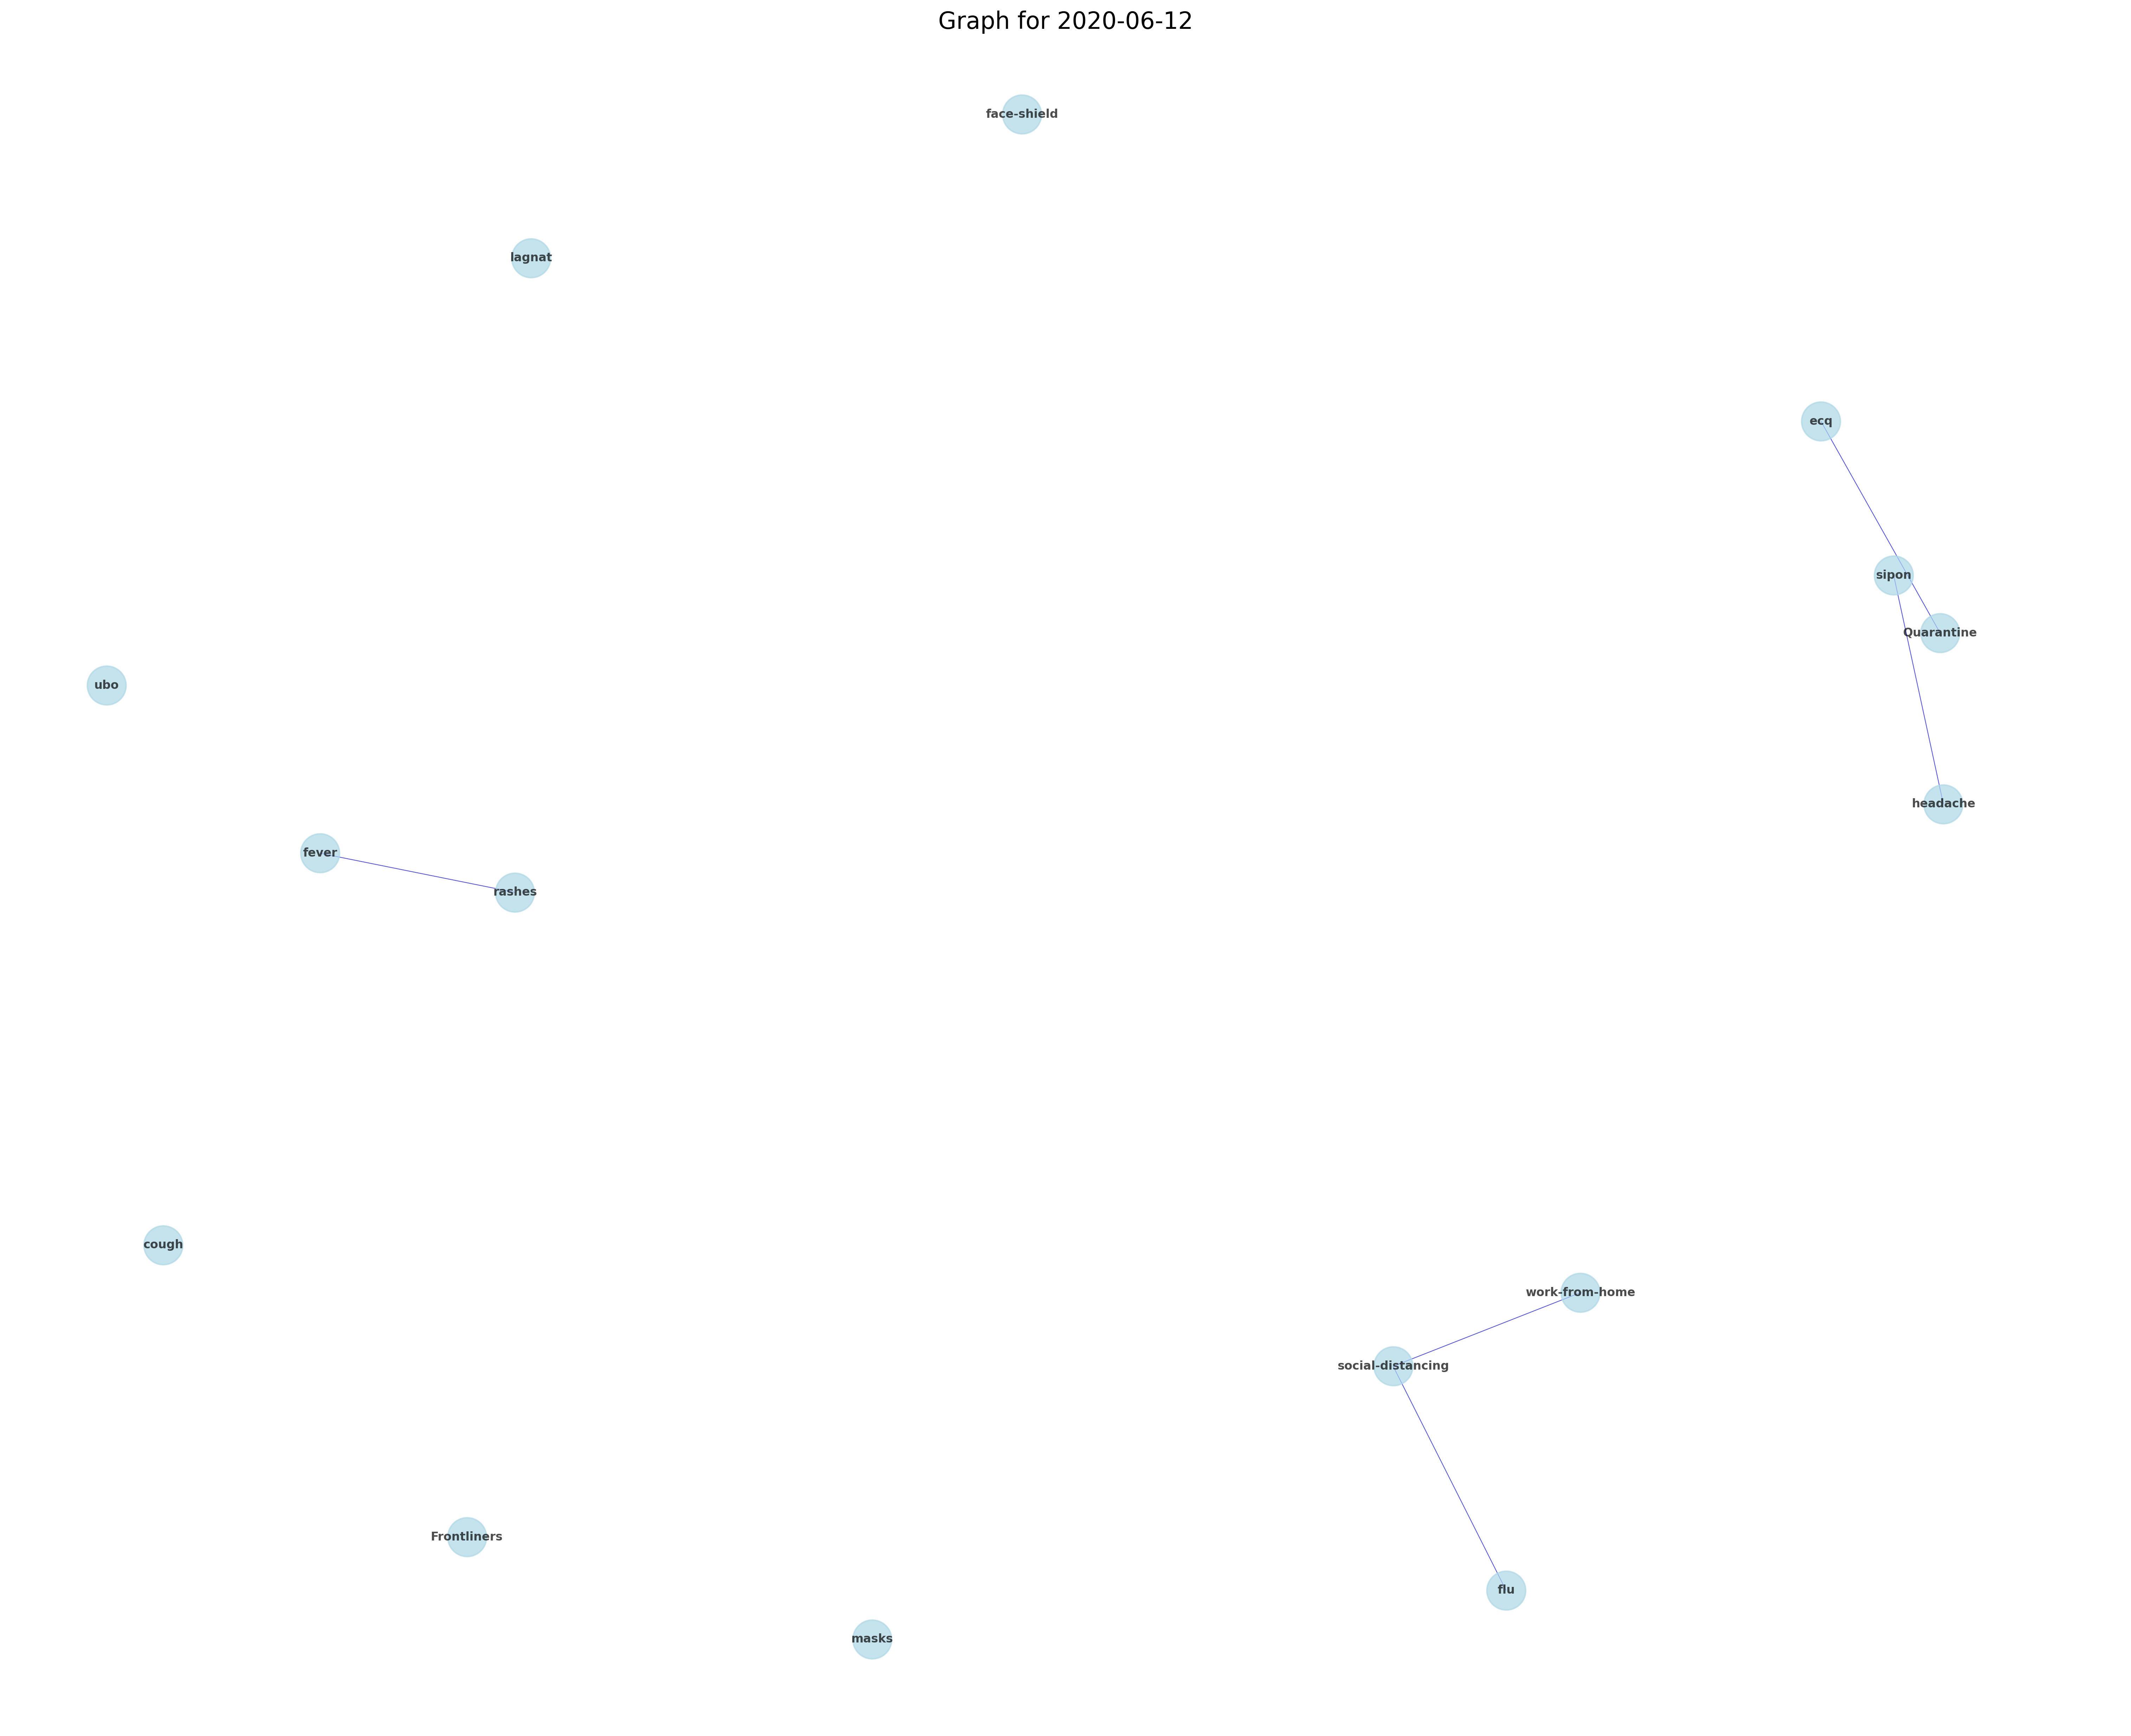 Graph for 2020-06-12
face-shield
lagnat
ecq
sipon
Quarantine
ubo
headache
fever
rashes
cough
work-from-home
social-distancing
Frontliners
flu
masks